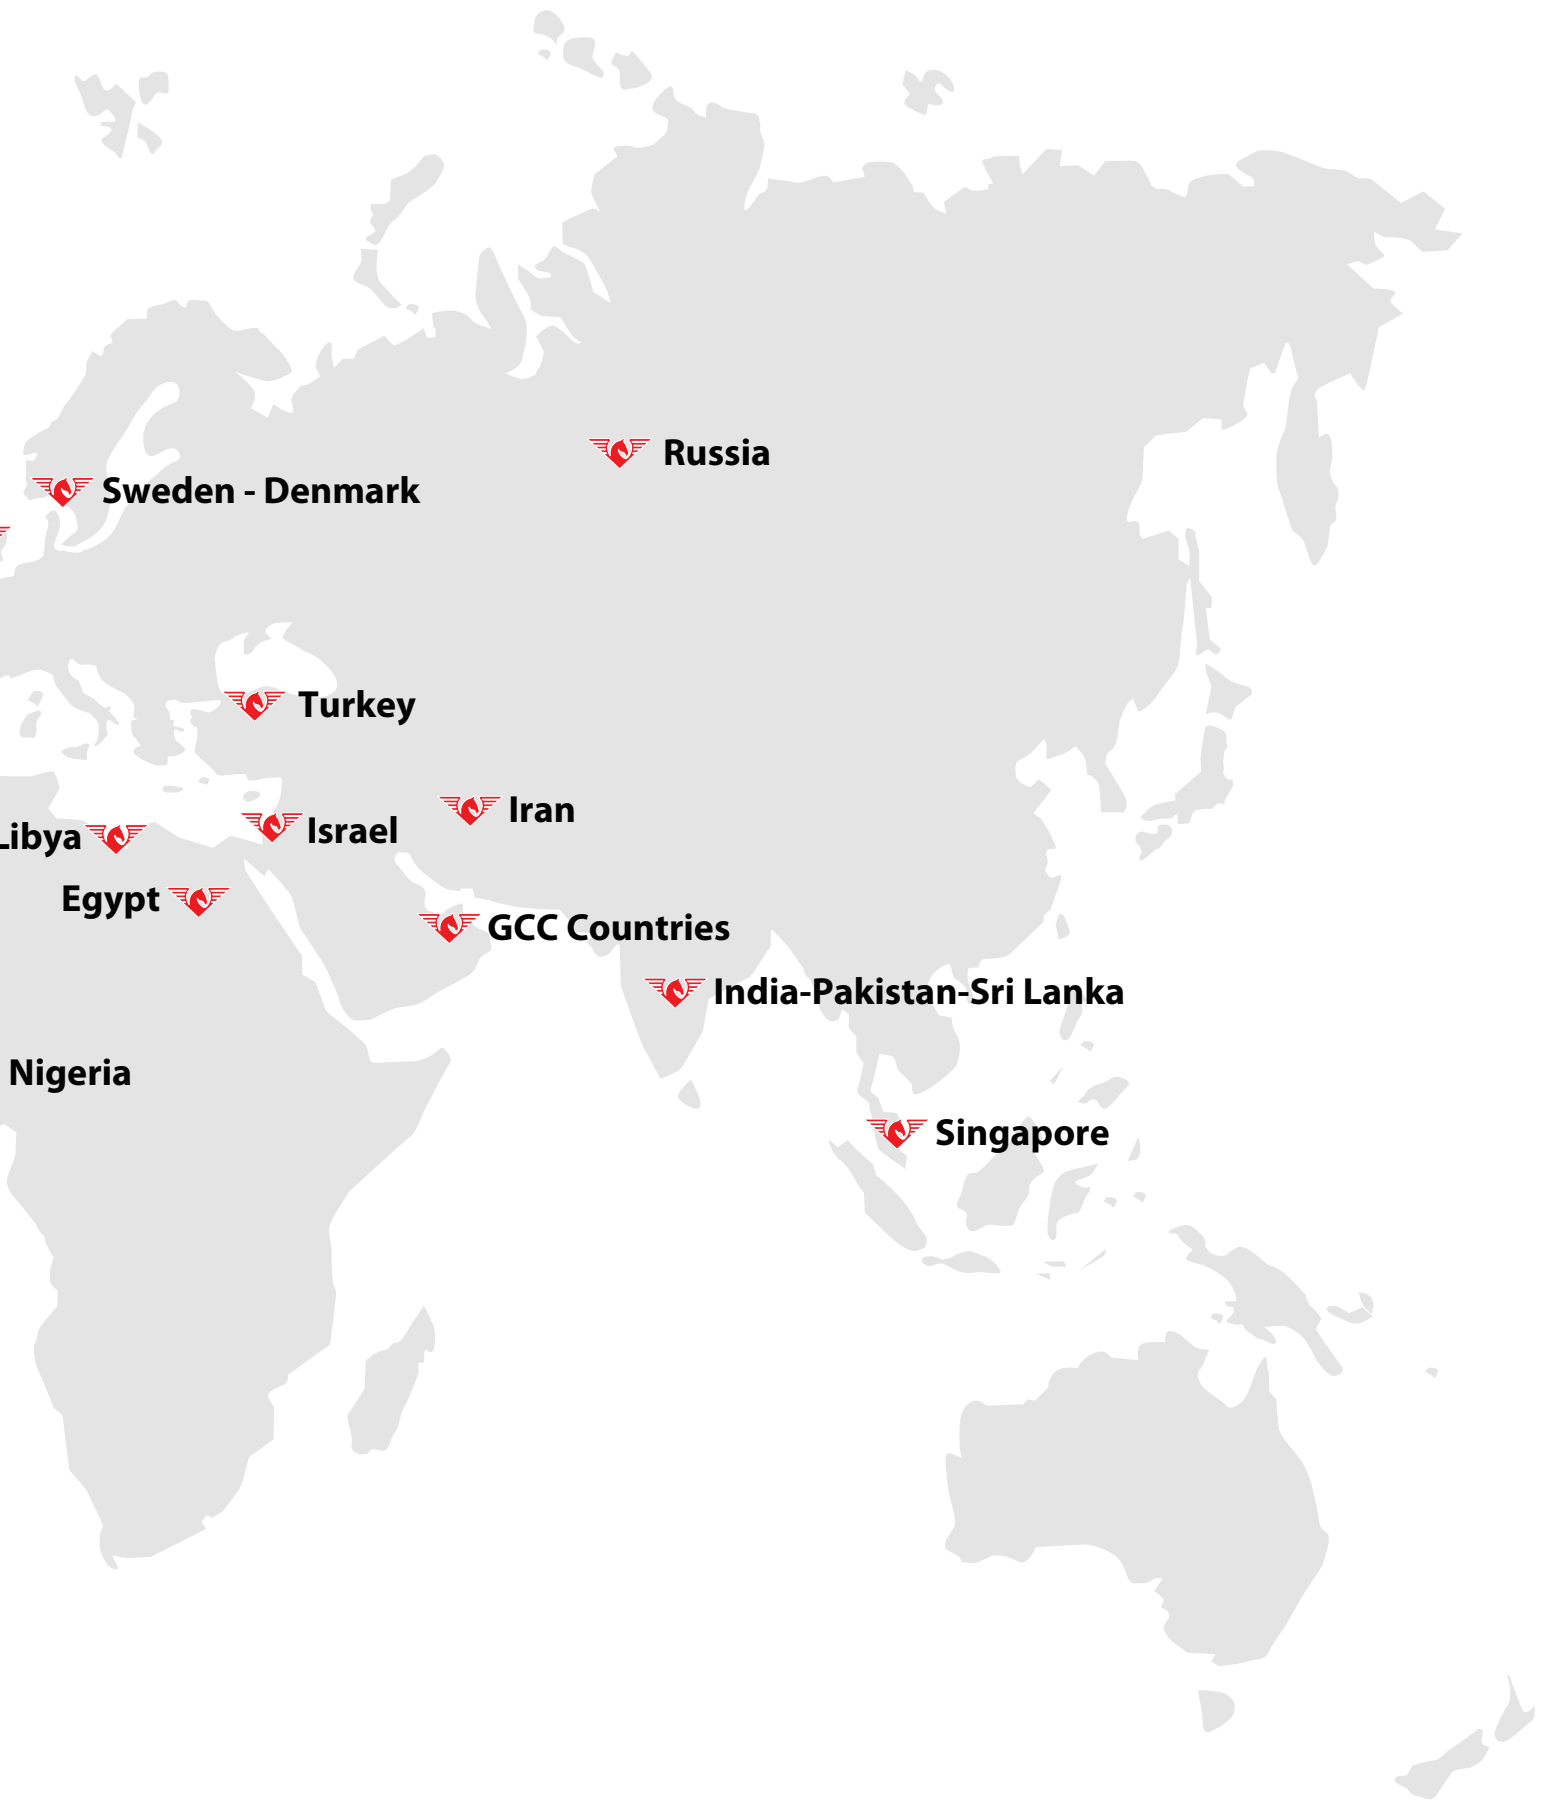 Russia
Sweden - Denmark
Turkey
Iran
Libya
Israel
Egypt
GCC Countries
India-Pakistan-Sri Lanka
Nigeria
Singapore